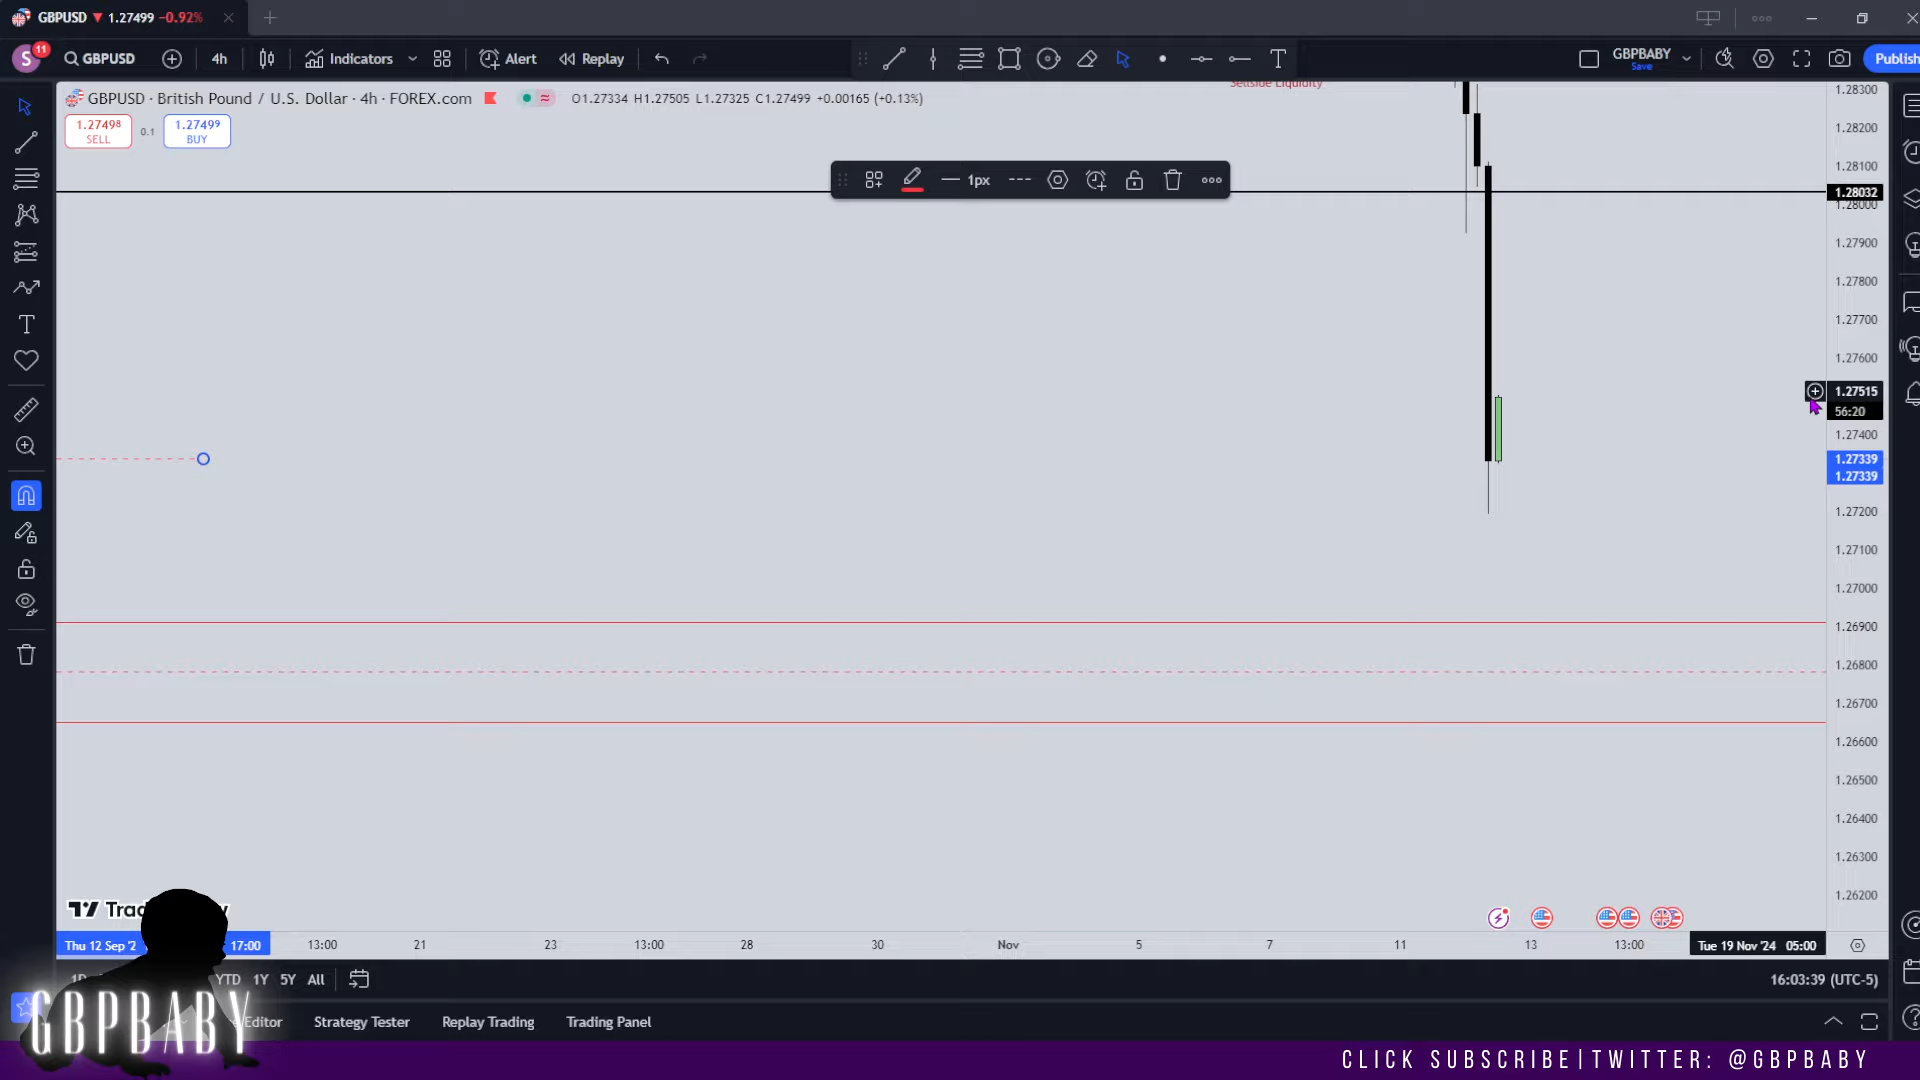 GBPUSD ▼ 1.27499 −0.92%
S 11 GBPUSD 4h Indicators Alert Replay GBPBABY Save Publish
GBPUSD · British Pound / U.S. Dollar · 4h · FOREX.com O1.27334 H1.27505 L1.27325 C1.27499 +0.00165 (+0.13%)
1.27498 SELL 0.1 1.27499 BUY
Sellside Liquidity
1px
1.28300
1.28200
1.28100
1.28032
1.28000
1.27900
1.27800
1.27700
1.27600
1.27515
56:20
1.27400
1.27339
1.27339
1.27200
1.27100
1.27000
1.26900
1.26800
1.26700
1.26600
1.26500
1.26400
1.26300
1.26200
Thu 12 Sep '2 17:00 13:00 21 23 13:00 28 30 Nov 5 7 11 13 13:00 Tue 19 Nov '24 05:00
YTD 1Y 5Y All 16:03:39 (UTC-5)
Editor Strategy Tester Replay Trading Trading Panel
GBPBABY
CLICK SUBSCRIBE|TWITTER: @GBPBABY